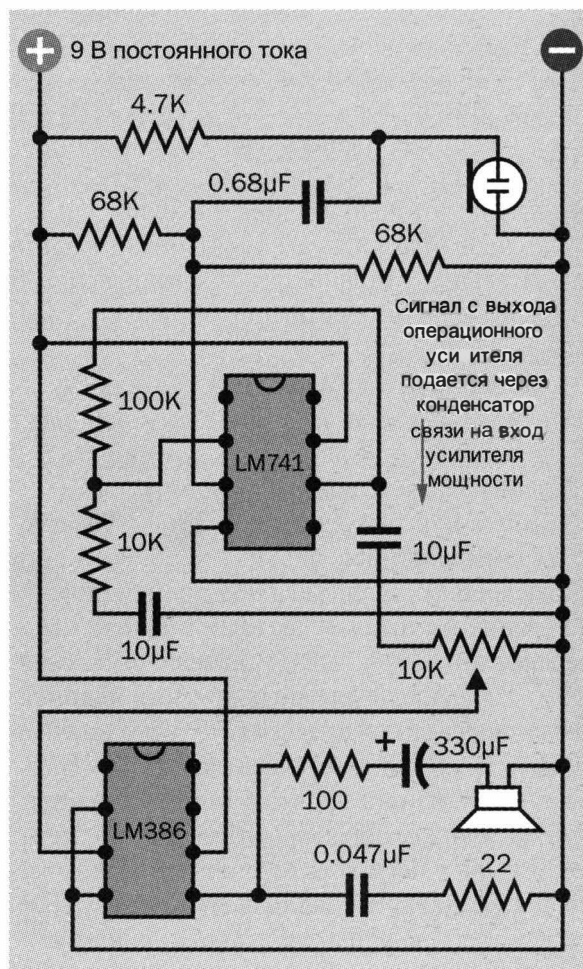 + 9 В постоянного тока −
4.7K
0.68µF
68K
68K
Сигнал с выхода
операционного
уси ителя
подается через
конденсатор
связи на вход
усилителя
мощности
100K
LM741
10K
10µF
10µF
10K
+ 330µF
100
LM386
0.047µF
22